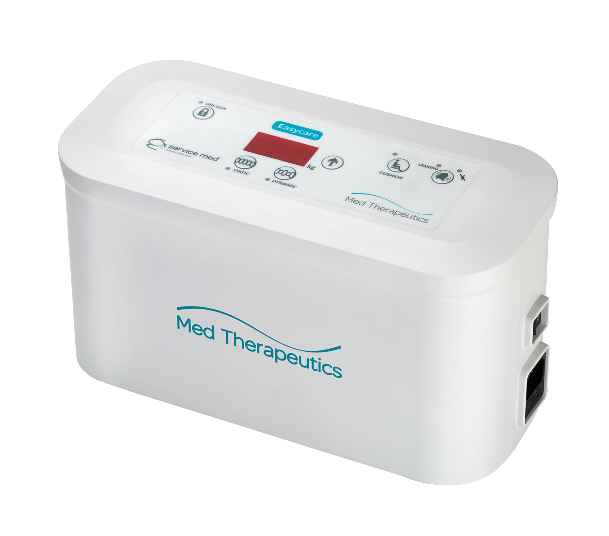 UNLOCK
Easycare
service med
kg
STATIC
DYNAMIC
CUSHION
Med Therapeutics
Med Therapeutics